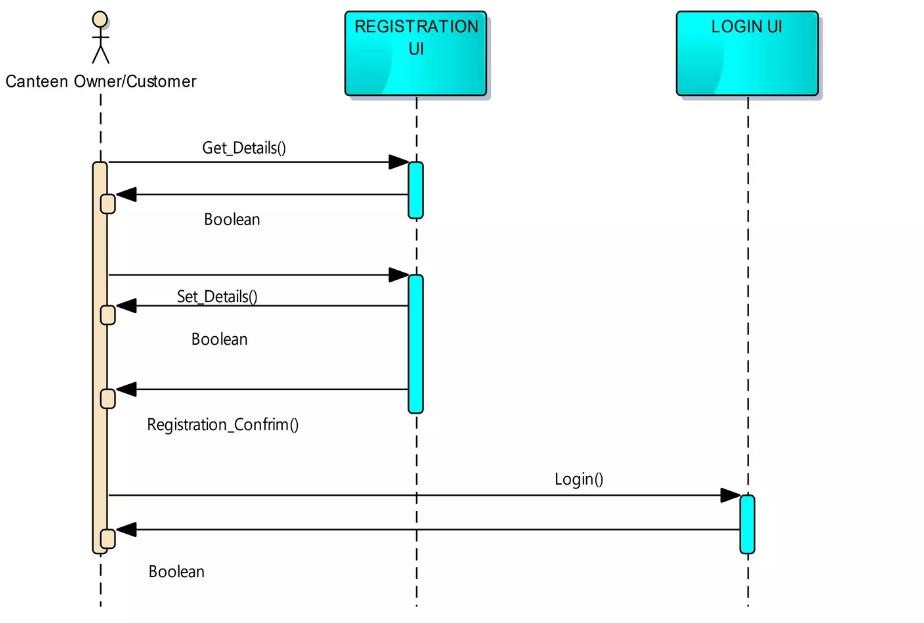 REGISTRATION
UI
LOGIN UI
Canteen Owner/Customer
Get_Details()
Boolean
Set_Details()
Boolean
Registration_Confrim()
Login()
Boolean